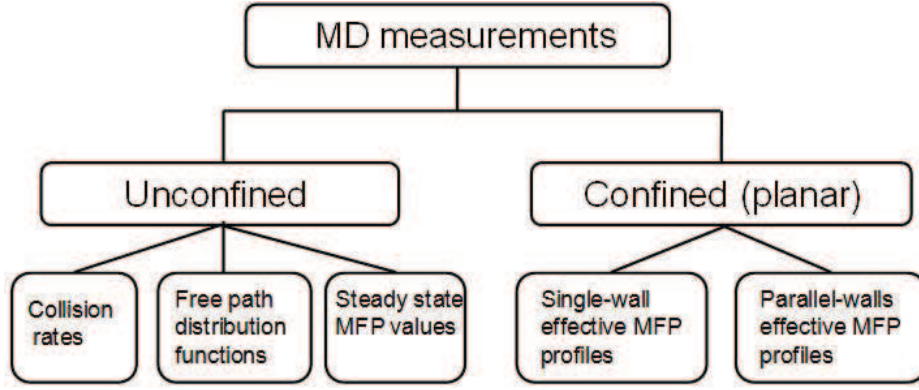 MD measurements
Unconfined
Confined (planar)
Collision
rates
Free path
distribution
functions
Steady state
MFP values
Single-wall
effective MFP
profiles
Parallel-walls
effective MFP
profiles